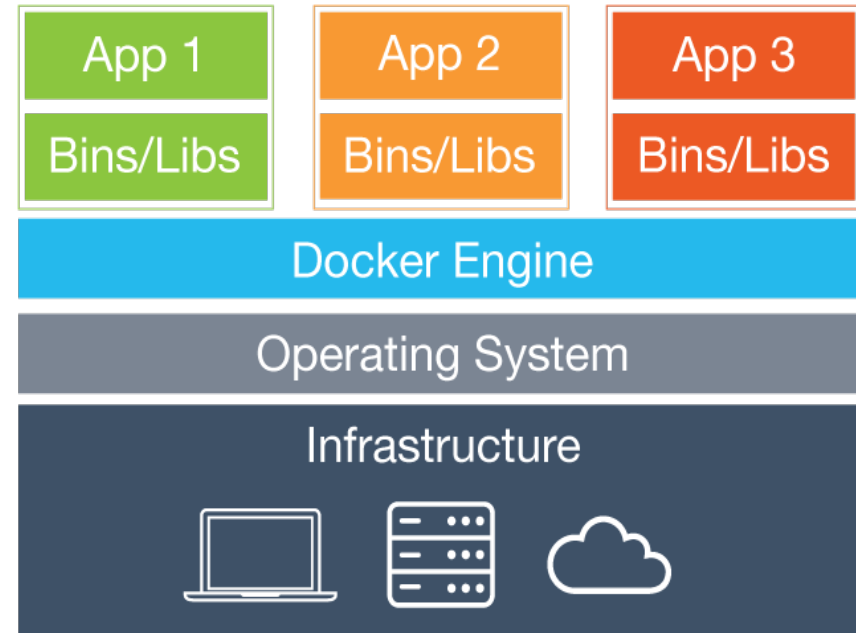 App 1
App 2
App 3
Bins/Libs
Bins/Libs
Bins/Libs
Docker Engine
Operating System
Infrastructure